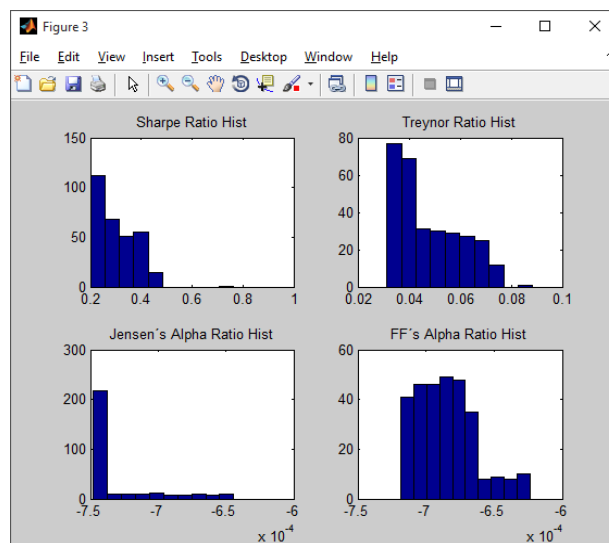 Figure 3
File Edit View Insert Tools Desktop Window Help
Sharpe Ratio Hist
150
100
50
0
0.2 0.4 0.6 0.8 1
Treynor Ratio Hist
80
60
40
20
0
0.02 0.04 0.06 0.08 0.1
Jensen´s Alpha Ratio Hist
300
200
100
0
-7.5 -7 -6.5 -6
x 10⁻⁴
FF´s Alpha Ratio Hist
60
40
20
0
-7.5 -7 -6.5 -6
x 10⁻⁴